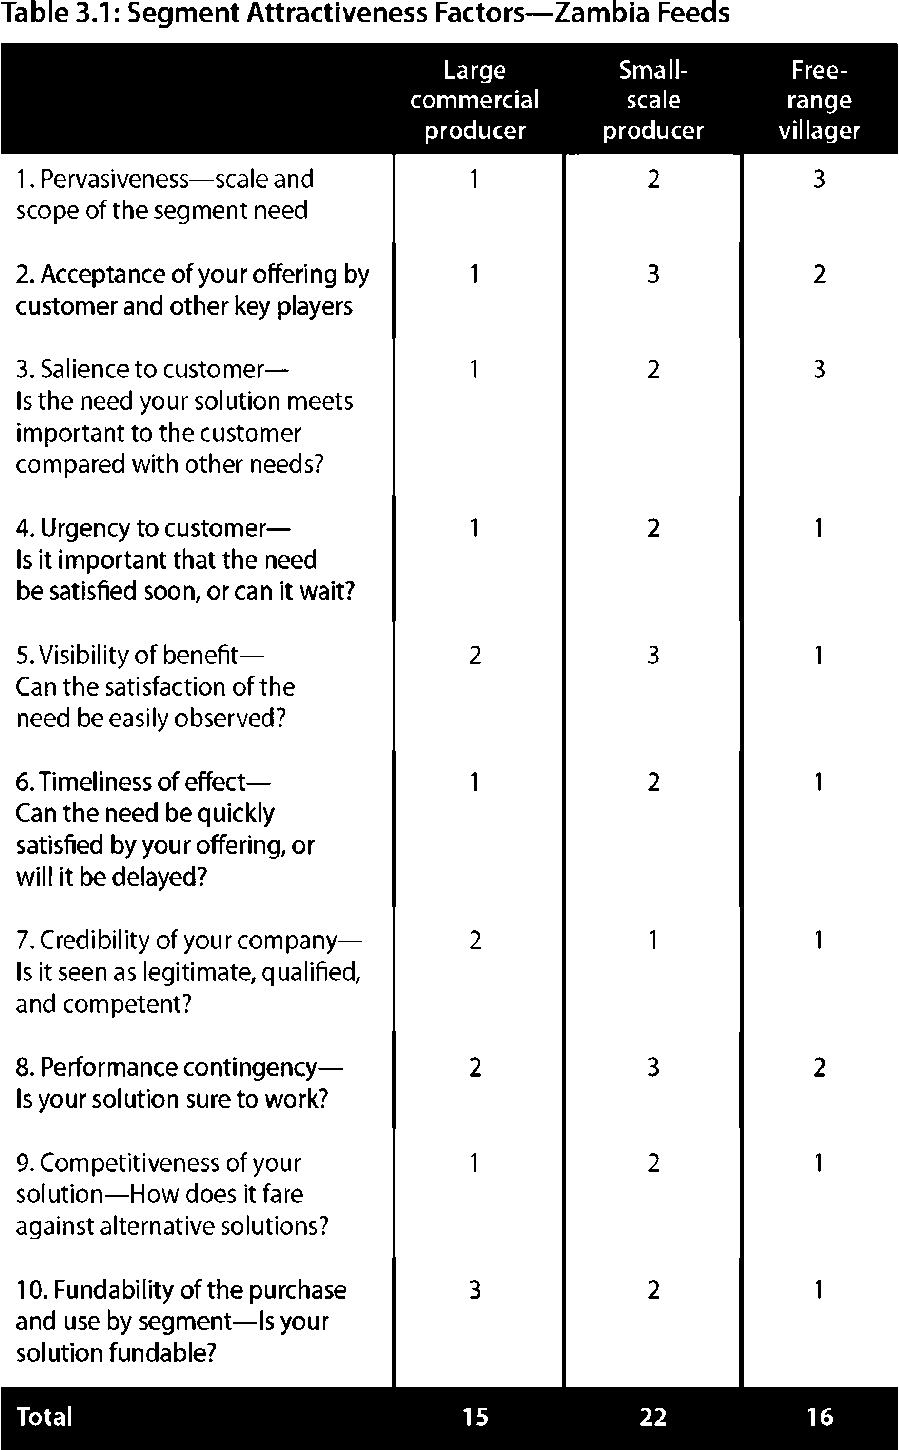 Table 3.1: Segment Attractiveness Factors—Zambia Feeds
Large commercial producer Small-scale producer Free-range villager
1. Pervasiveness—scale and 1 2 3
scope of the segment need
2. Acceptance of your offering by 1 3 2
customer and other key players
3. Salience to customer— 1 2 3
Is the need your solution meets
important to the customer
compared with other needs?
4. Urgency to customer— 1 2 1
Is it important that the need
be satisfied soon, or can it wait?
5. Visibility of benefit— 2 3 1
Can the satisfaction of the
need be easily observed?
6. Timeliness of effect— 1 2 1
Can the need be quickly
satisfied by your offering, or
will it be delayed?
7. Credibility of your company— 2 1 1
Is it seen as legitimate, qualified,
and competent?
8. Performance contingency— 2 3 2
Is your solution sure to work?
9. Competitiveness of your 1 2 1
solution—How does it fare
against alternative solutions?
10. Fundability of the purchase 3 2 1
and use by segment—Is your
solution fundable?
Total 15 22 16